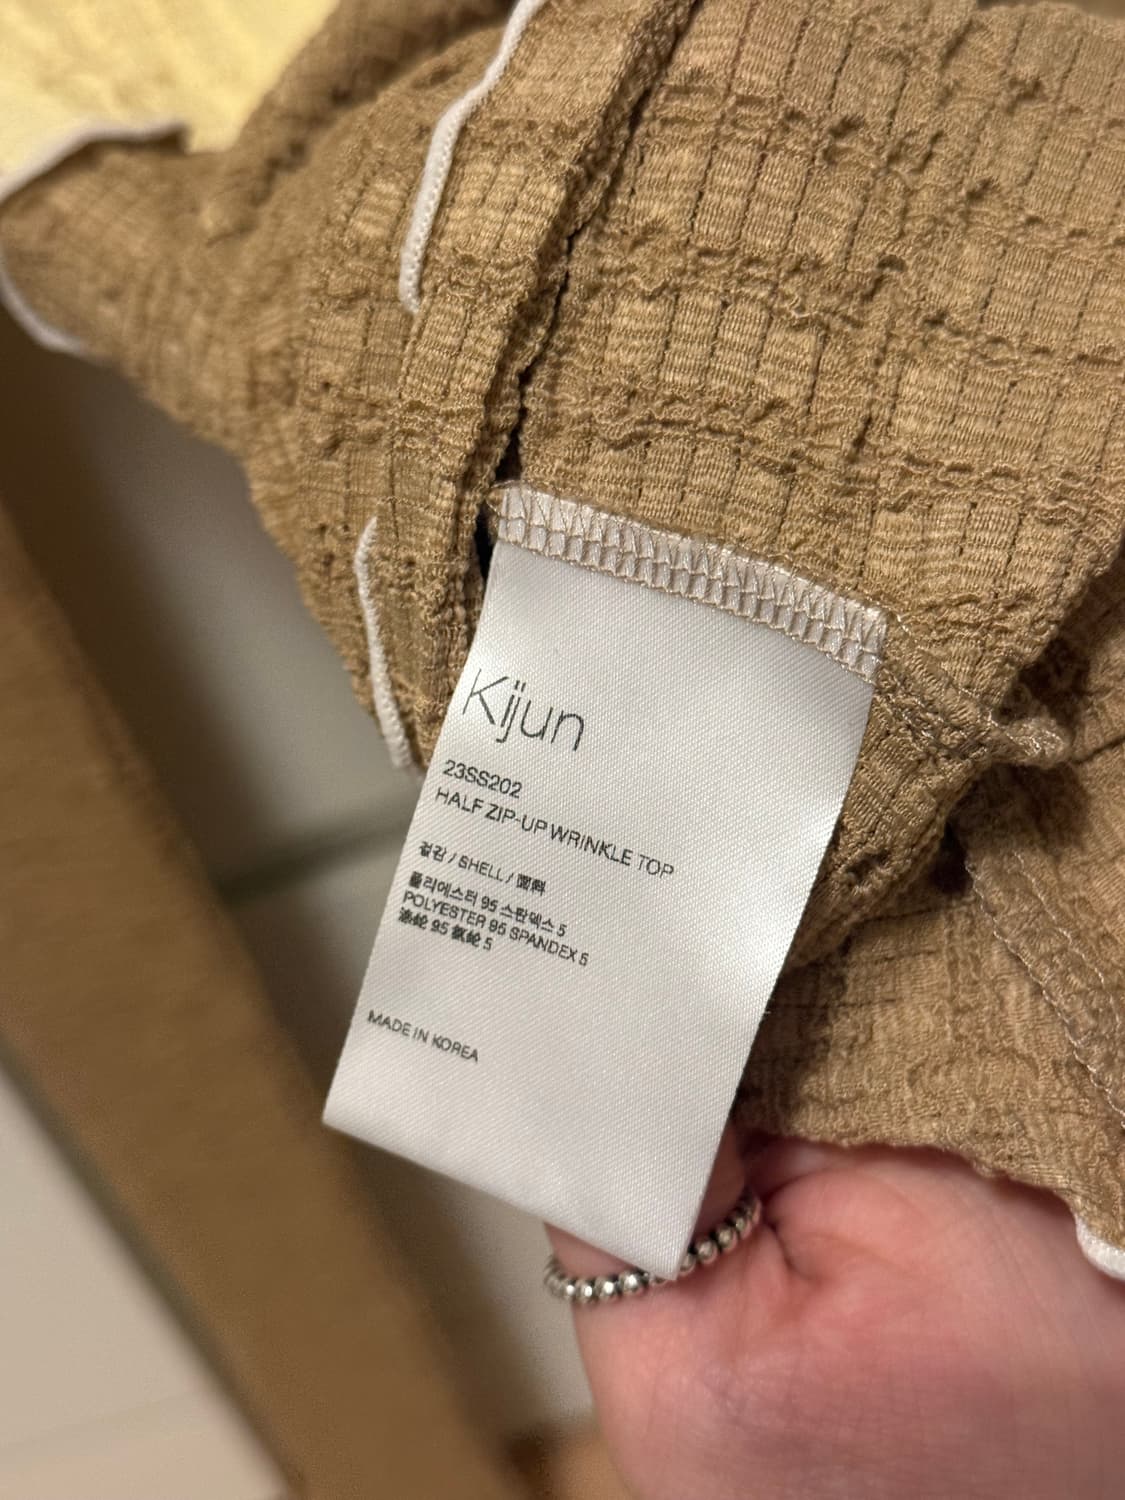 Kijun
23SS202
HALF ZIP-UP WRINKLE TOP
겉감 / SHELL / 面料
폴리에스터 95 스판덱스 5
POLYESTER 95 SPANDEX 5
涤纶 95 氨纶 5
MADE IN KOREA